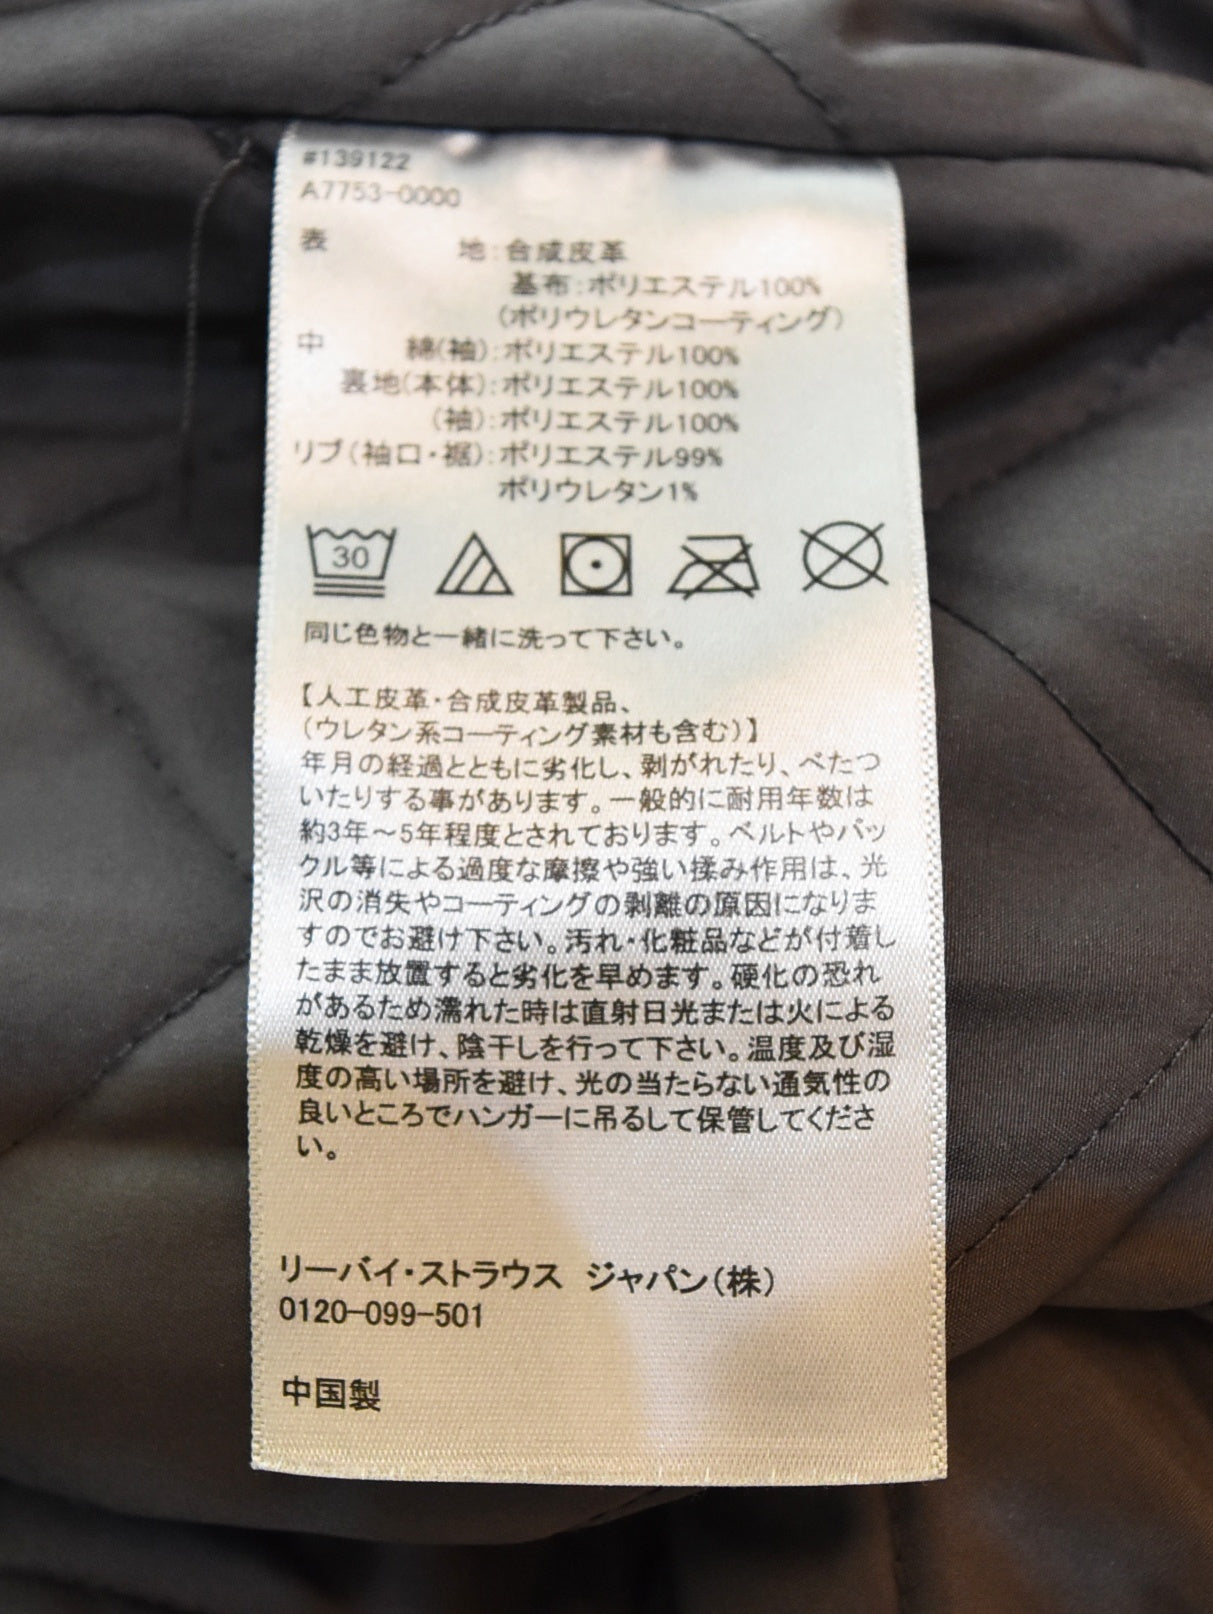 #139122
A7753-0000
表 地:合成皮革
基布:ポリエステル100%
(ポリウレタンコーティング)
中 綿(袖):ポリエステル100%
裏地(本体):ポリエステル100%
(袖):ポリエステル100%
リブ(袖口・裾):ポリエステル99%
ポリウレタン1%
30
同じ色物と一緒に洗って下さい。
【人工皮革・合成皮革製品、
(ウレタン系コーティング素材も含む)】
年月の経過とともに劣化し、剥がれたり、べたつ
いたりする事があります。一般的に耐用年数は
約3年～5年程度とされております。ベルトやバッ
クル等による過度な摩擦や強い揉み作用は、光
沢の消失やコーティングの剥離の原因になりま
すのでお避け下さい。汚れ・化粧品などが付着し
たまま放置すると劣化を早めます。硬化の恐れ
があるため濡れた時は直射日光または火による
乾燥を避け、陰干しを行って下さい。温度及び湿
度の高い場所を避け、光の当たらない通気性の
良いところでハンガーに吊るして保管してくださ
い。
リーバイ・ストラウス ジャパン(株)
0120-099-501
中国製